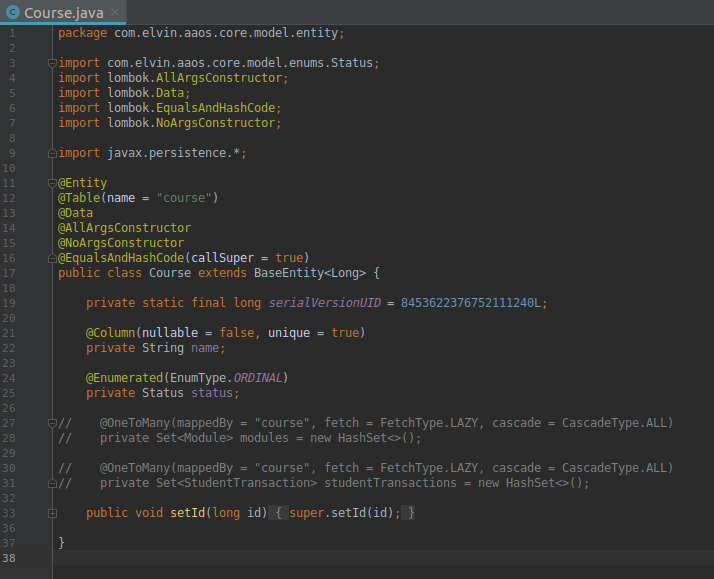 Course.java
1 package com.elvin.aaos.core.model.entity;
2
3 import com.elvin.aaos.core.model.enums.Status;
4 import lombok.AllArgsConstructor;
5 import lombok.Data;
6 import lombok.EqualsAndHashCode;
7 import lombok.NoArgsConstructor;
8
9 import javax.persistence.*;
10
11 @Entity
12 @Table(name = "course")
13 @Data
14 @AllArgsConstructor
15 @NoArgsConstructor
16 @EqualsAndHashCode(callSuper = true)
17 public class Course extends BaseEntity<Long> {
18
19 private static final long serialVersionUID = 8453622376752111240L;
20
21 @Column(nullable = false, unique = true)
22 private String name;
23
24 @Enumerated(EnumType.ORDINAL)
25 private Status status;
26
27 // @OneToMany(mappedBy = "course", fetch = FetchType.LAZY, cascade = CascadeType.ALL)
28 // private Set<Module> modules = new HashSet<>();
29
30 // @OneToMany(mappedBy = "course", fetch = FetchType.LAZY, cascade = CascadeType.ALL)
31 // private Set<StudentTransaction> studentTransactions = new HashSet<>();
32
33 public void setId(long id) { super.setId(id); }
36
37 }
38